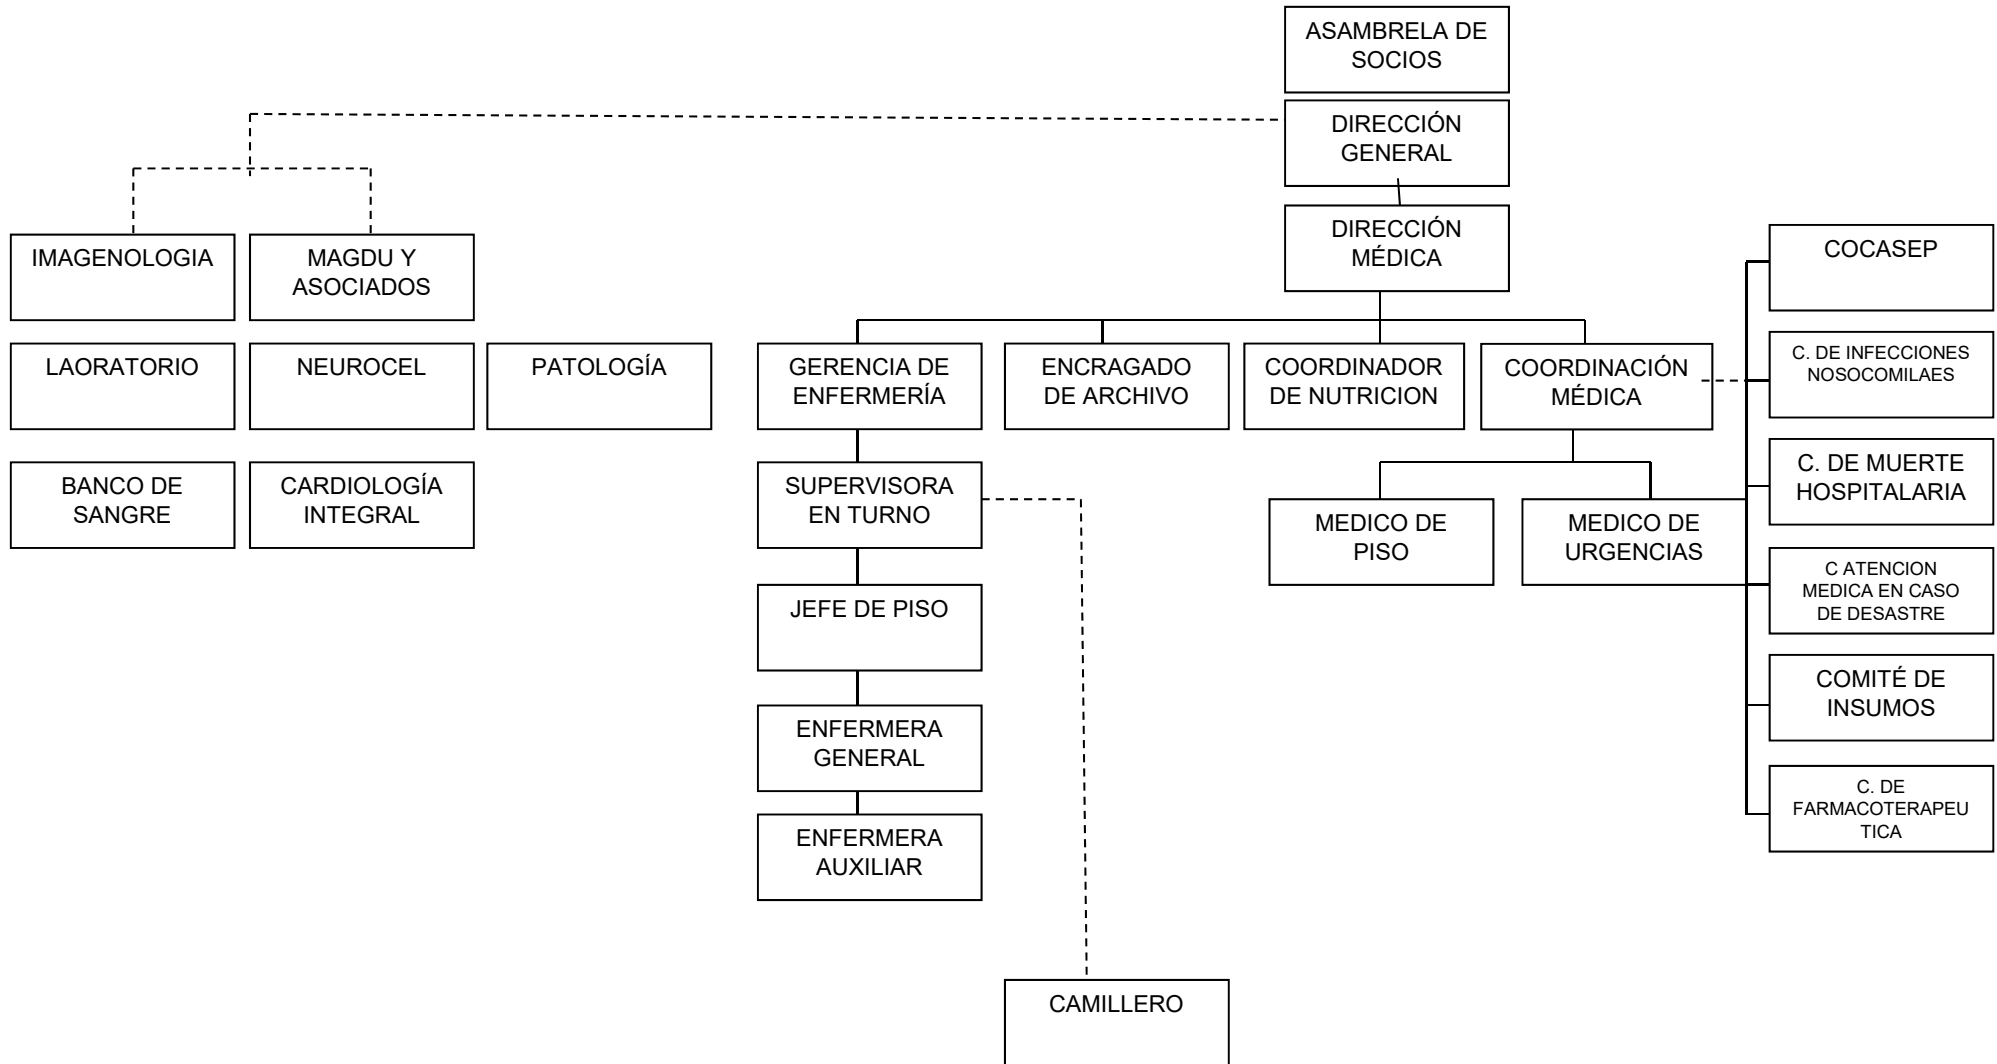 ASAMBRELA DE
SOCIOS
DIRECCIÓN
GENERAL
DIRECCIÓN
MÉDICA
IMAGENOLOGIA
MAGDU Y
ASOCIADOS
COCASEP
LAORATORIO
NEUROCEL
PATOLOGÍA
GERENCIA DE
ENFERMERÍA
ENCRAGADO
DE ARCHIVO
COORDINADOR
DE NUTRICION
COORDINACIÓN
MÉDICA
C. DE INFECCIONES
NOSOCOMILAES
BANCO DE
SANGRE
CARDIOLOGÍA
INTEGRAL
SUPERVISORA
EN TURNO
MEDICO DE
PISO
MEDICO DE
URGENCIAS
C. DE MUERTE
HOSPITALARIA
JEFE DE PISO
C ATENCION
MEDICA EN CASO
DE DESASTRE
ENFERMERA
GENERAL
COMITÉ DE
INSUMOS
ENFERMERA
AUXILIAR
C. DE
FARMACOTERAPEU
TICA
CAMILLERO